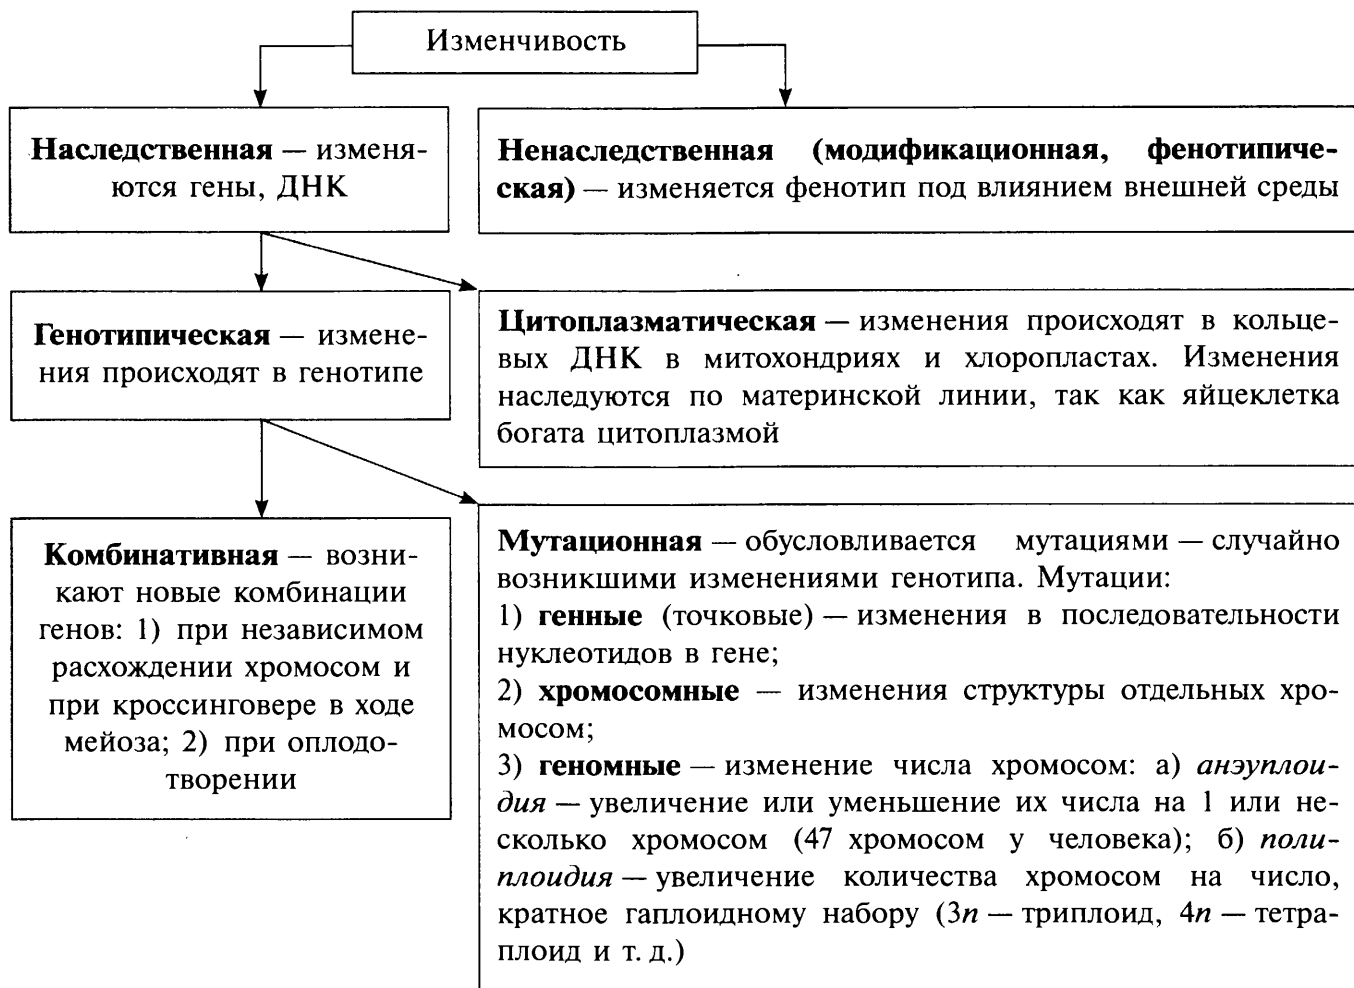 Изменчивость
Наследственная — изменя-
ются гены, ДНК
Ненаследственная (модификационная, фенотипиче-
ская) — изменяется фенотип под влиянием внешней среды
Генотипическая — измене-
ния происходят в генотипе
Цитоплазматическая — изменения происходят в кольце-
вых ДНК в митохондриях и хлоропластах. Изменения
наследуются по материнской линии, так как яйцеклетка
богата цитоплазмой
Комбинативная — возни-
кают новые комбинации
генов: 1) при независимом
расхождении хромосом и
при кроссинговере в ходе
мейоза; 2) при оплодо-
творении
Мутационная — обусловливается мутациями — случайно
возникшими изменениями генотипа. Мутации:
1) генные (точковые) — изменения в последовательности
нуклеотидов в гене;
2) хромосомные — изменения структуры отдельных хро-
мосом;
3) геномные — изменение числа хромосом: а) анэуплои-
дия — увеличение или уменьшение их числа на 1 или не-
сколько хромосом (47 хромосом у человека); б) поли-
плоидия — увеличение количества хромосом на число,
кратное гаплоидному набору (3n — триплоид, 4n — тетра-
плоид и т. д.)